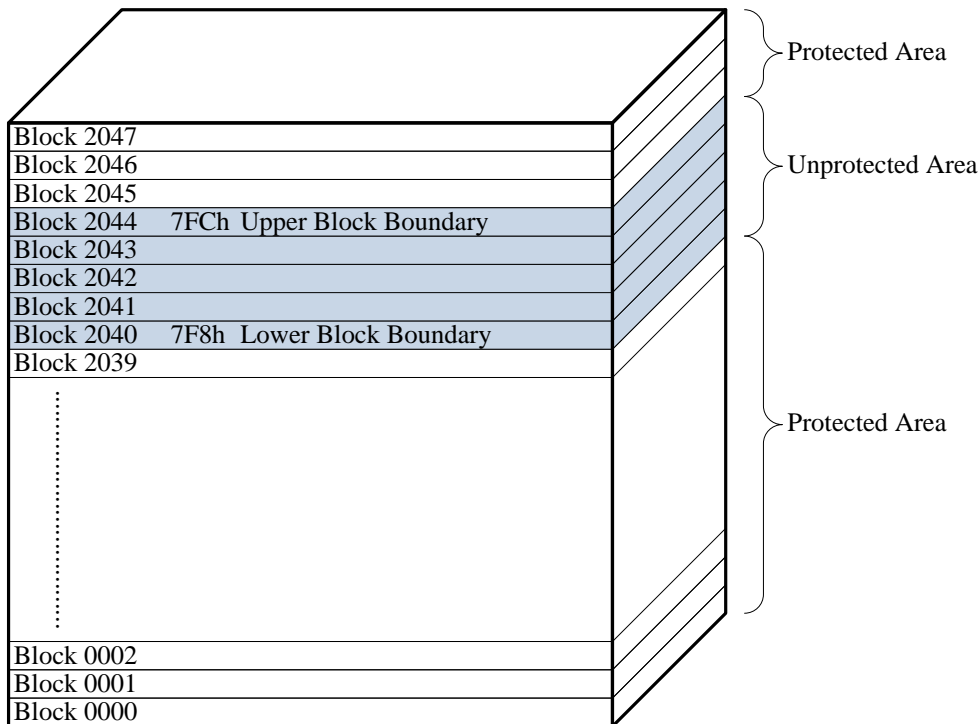 Protected Area
Block 2047
Block 2046
Unprotected Area
Block 2045
Block 2044 7FCh Upper Block Boundary
Block 2043
Block 2042
Block 2041
Block 2040 7F8h Lower Block Boundary
Block 2039
Protected Area
Block 0002
Block 0001
Block 0000